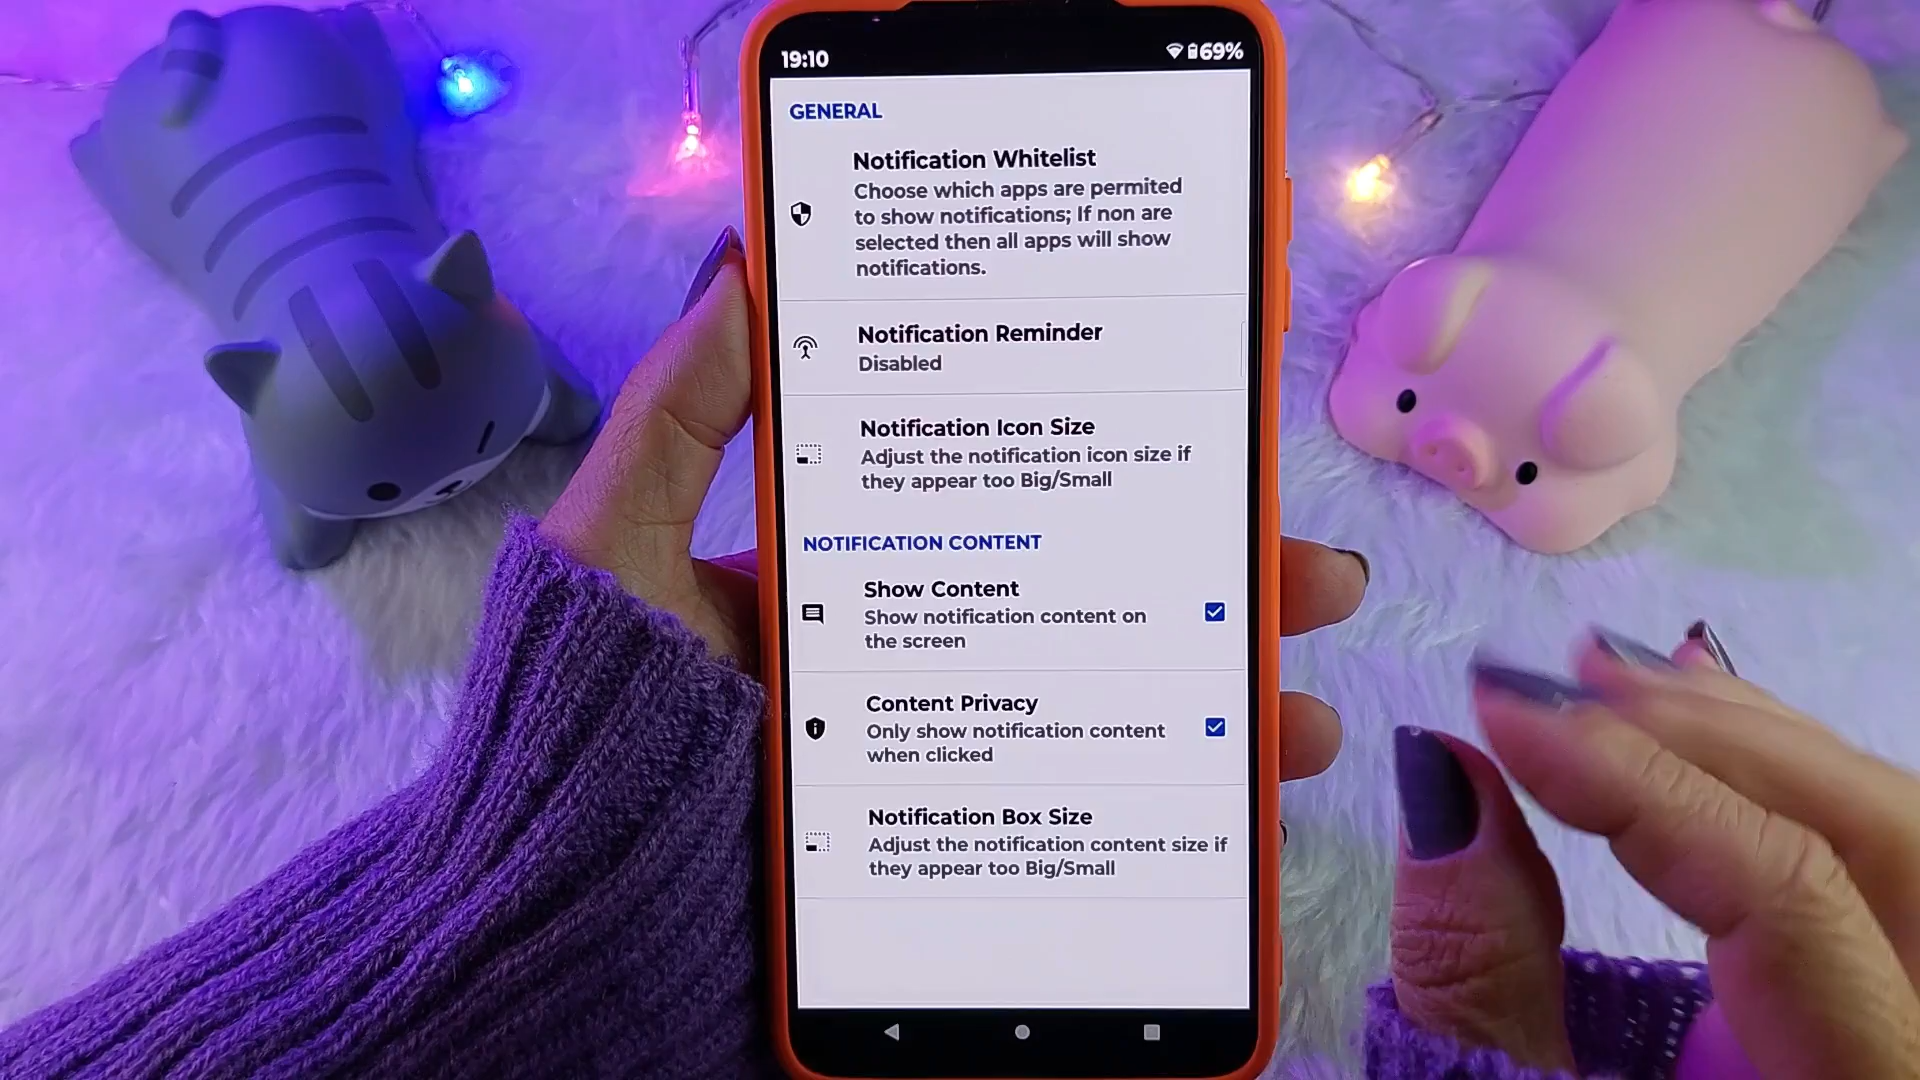 19:10
69%
GENERAL
Notification Whitelist
Choose which apps are permited
to show notifications; If non are
selected then all apps will show
notifications.
Notification Reminder
Disabled
Notification Icon Size
Adjust the notification icon size if
they appear too Big/Small
NOTIFICATION CONTENT
Show Content
Show notification content on
the screen
Content Privacy
Only show notification content
when clicked
Notification Box Size
Adjust the notification content size if
they appear too Big/Small